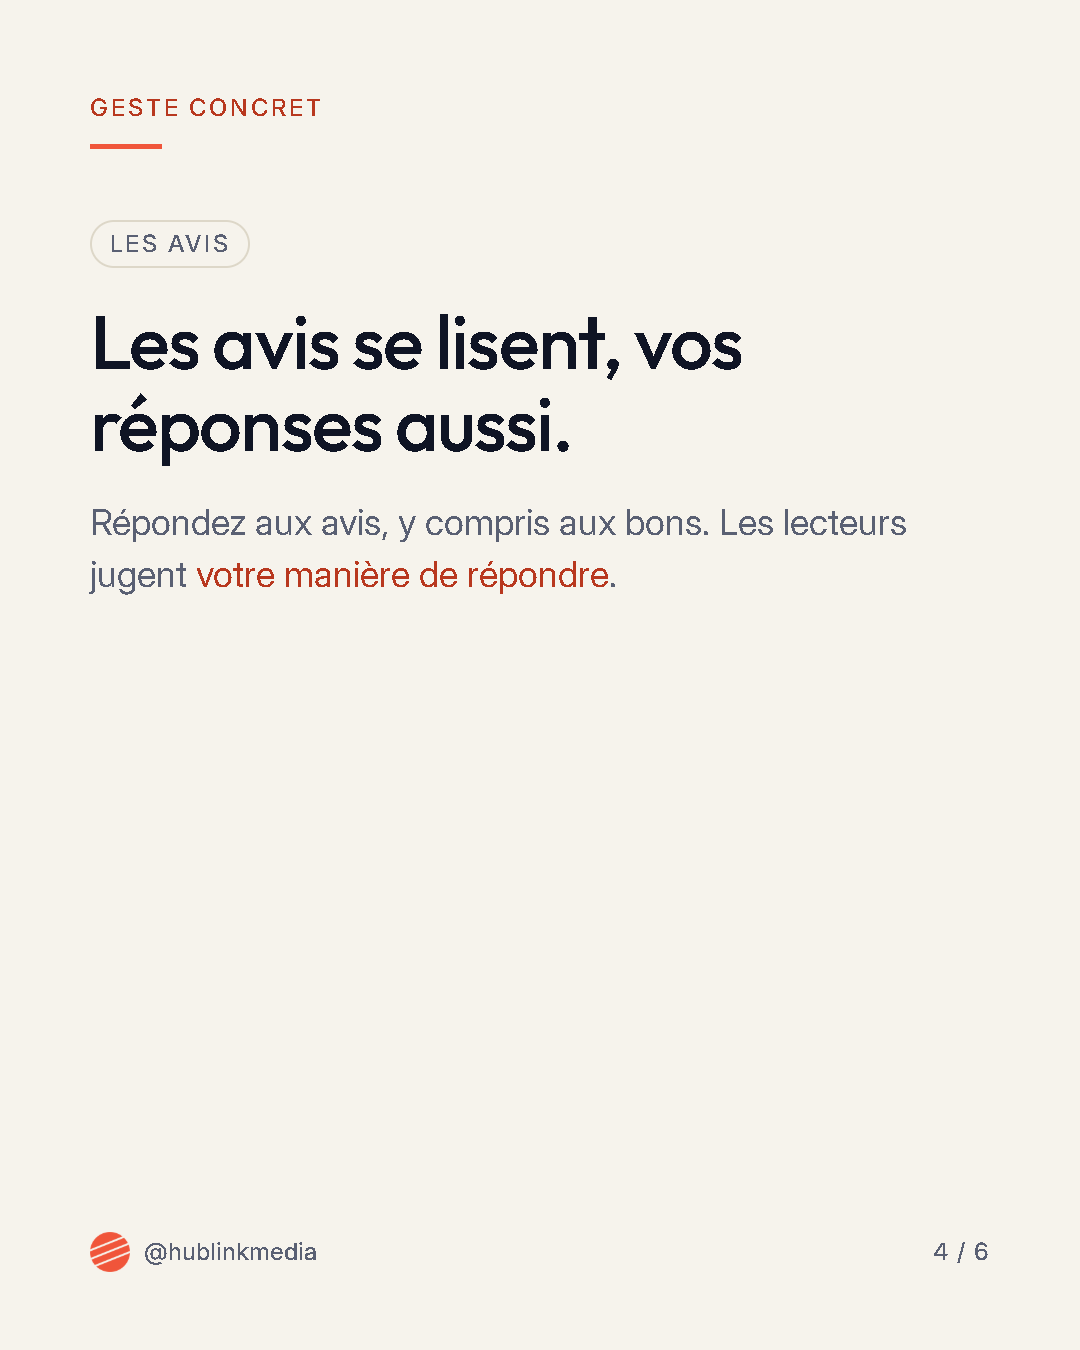 GESTE CONCRET
LES AVIS
Les avis se lisent, vos
réponses aussi.
Répondez aux avis, y compris aux bons. Les lecteurs
jugent votre manière de répondre.
@hublinkmedia
4 / 6